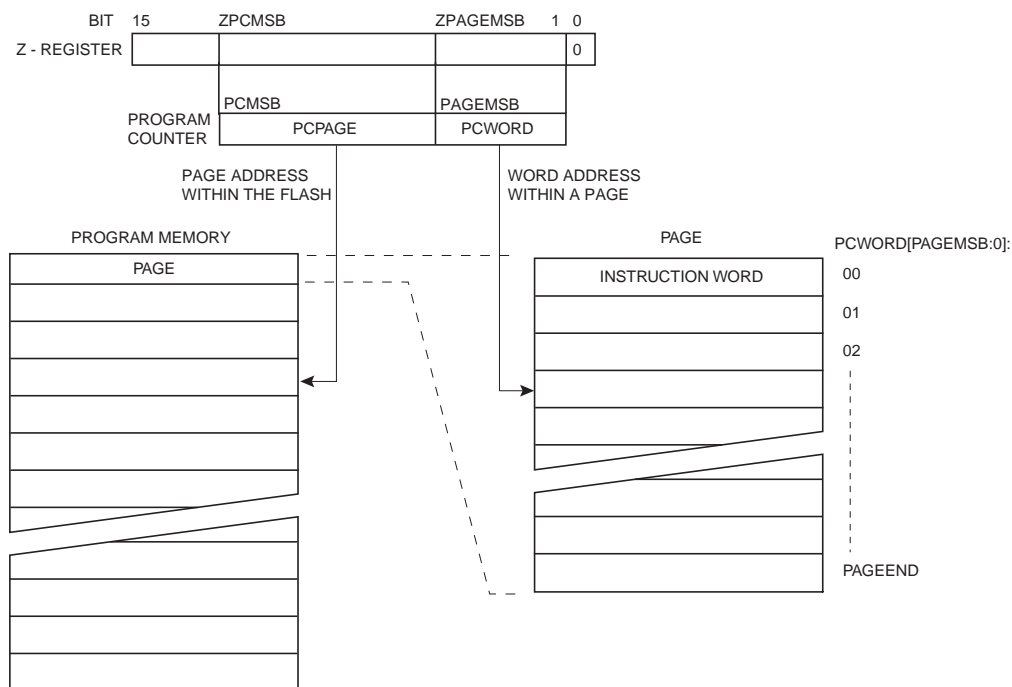 BIT 15 ZPCMSB ZPAGEMSB 1 0
Z - REGISTER 0
PCMSB PAGEMSB
PROGRAM
COUNTER
PCPAGE PCWORD
PAGE ADDRESS
WITHIN THE FLASH
WORD ADDRESS
WITHIN A PAGE
PROGRAM MEMORY
PAGE
PAGE
PCWORD[PAGEMSB:0]:
INSTRUCTION WORD
00
01
02
PAGEEND